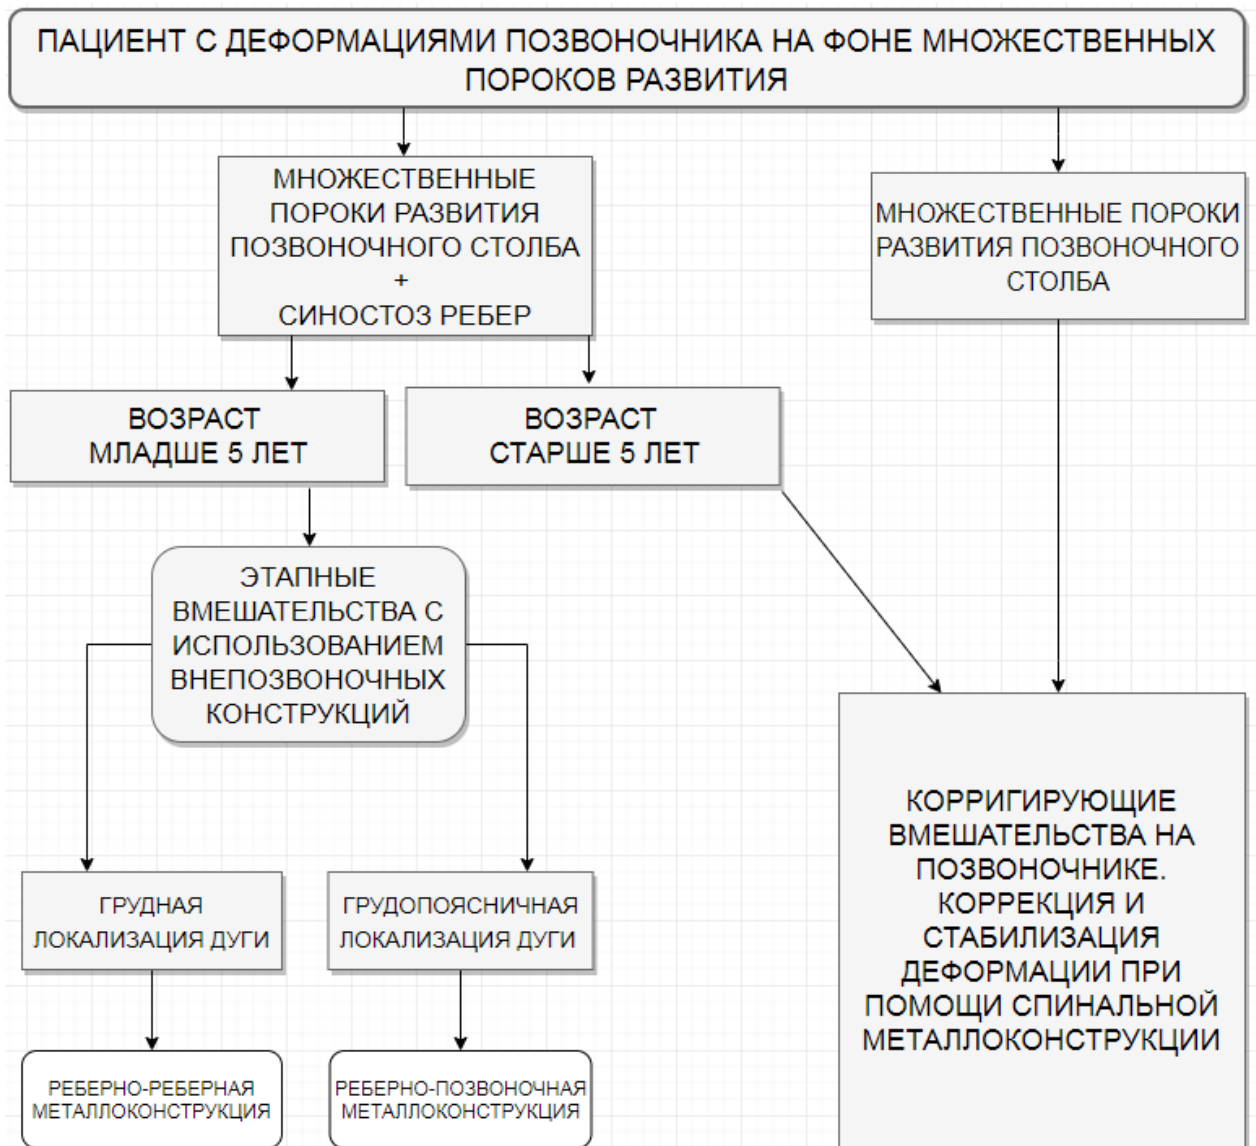 ПАЦИЕНТ С ДЕФОРМАЦИЯМИ ПОЗВОНОЧНИКА НА ФОНЕ МНОЖЕСТВЕННЫХ
ПОРОКОВ РАЗВИТИЯ
МНОЖЕСТВЕННЫЕ
ПОРОКИ РАЗВИТИЯ
ПОЗВОНОЧНОГО СТОЛБА
+
СИНОСТОЗ РЕБЕР
МНОЖЕСТВЕННЫЕ ПОРОКИ
РАЗВИТИЯ ПОЗВОНОЧНОГО
СТОЛБА
ВОЗРАСТ
МЛАДШЕ 5 ЛЕТ
ВОЗРАСТ
СТАРШЕ 5 ЛЕТ
ЭТАПНЫЕ
ВМЕШАТЕЛЬСТВА С
ИСПОЛЬЗОВАНИЕМ
ВНЕПОЗВОНОЧНЫХ
КОНСТРУКЦИЙ
ГРУДНАЯ
ЛОКАЛИЗАЦИЯ ДУГИ
ГРУДОПОЯСНИЧНАЯ
ЛОКАЛИЗАЦИЯ ДУГИ
РЕБЕРНО-РЕБЕРНАЯ
МЕТАЛЛОКОНСТРУКЦИЯ
РЕБЕРНО-ПОЗВОНОЧНАЯ
МЕТАЛЛОКОНСТРУКЦИЯ
КОРРИГИРУЮЩИЕ
ВМЕШАТЕЛЬСТВА НА
ПОЗВОНОЧНИКЕ.
КОРРЕКЦИЯ И
СТАБИЛИЗАЦИЯ
ДЕФОРМАЦИИ ПРИ
ПОМОЩИ СПИНАЛЬНОЙ
МЕТАЛЛОКОНСТРУКЦИИ